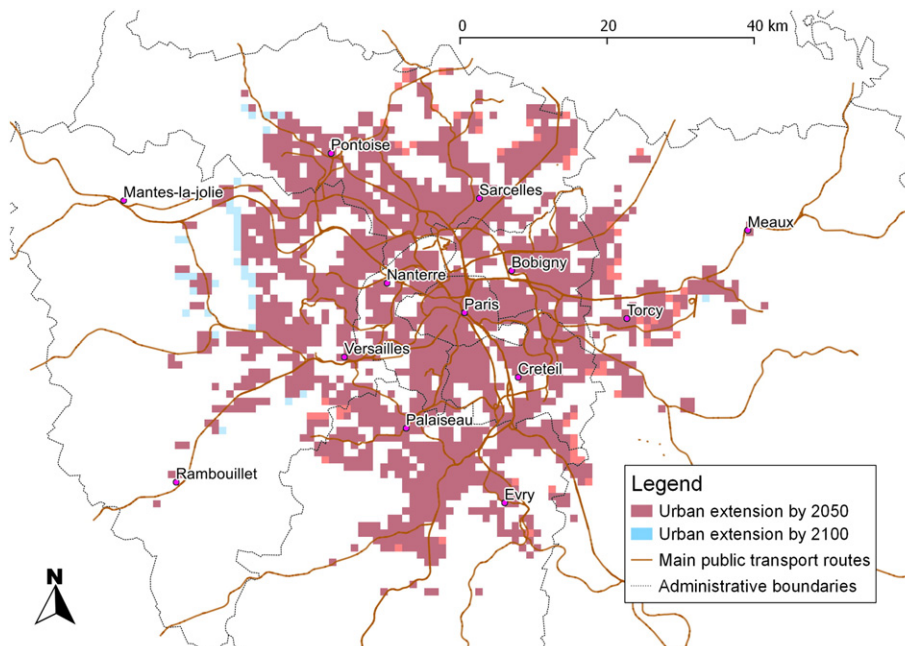 0 20 40 km
Pontoise
Mantes-la-jolie
Sarcelles
Meaux
Bobigny
Nanterre
Paris
Torcy
Versailles
Creteil
Palaiseau
Rambouillet
Evry
Legend
Urban extension by 2050
Urban extension by 2100
Main public transport routes
Administrative boundaries
N